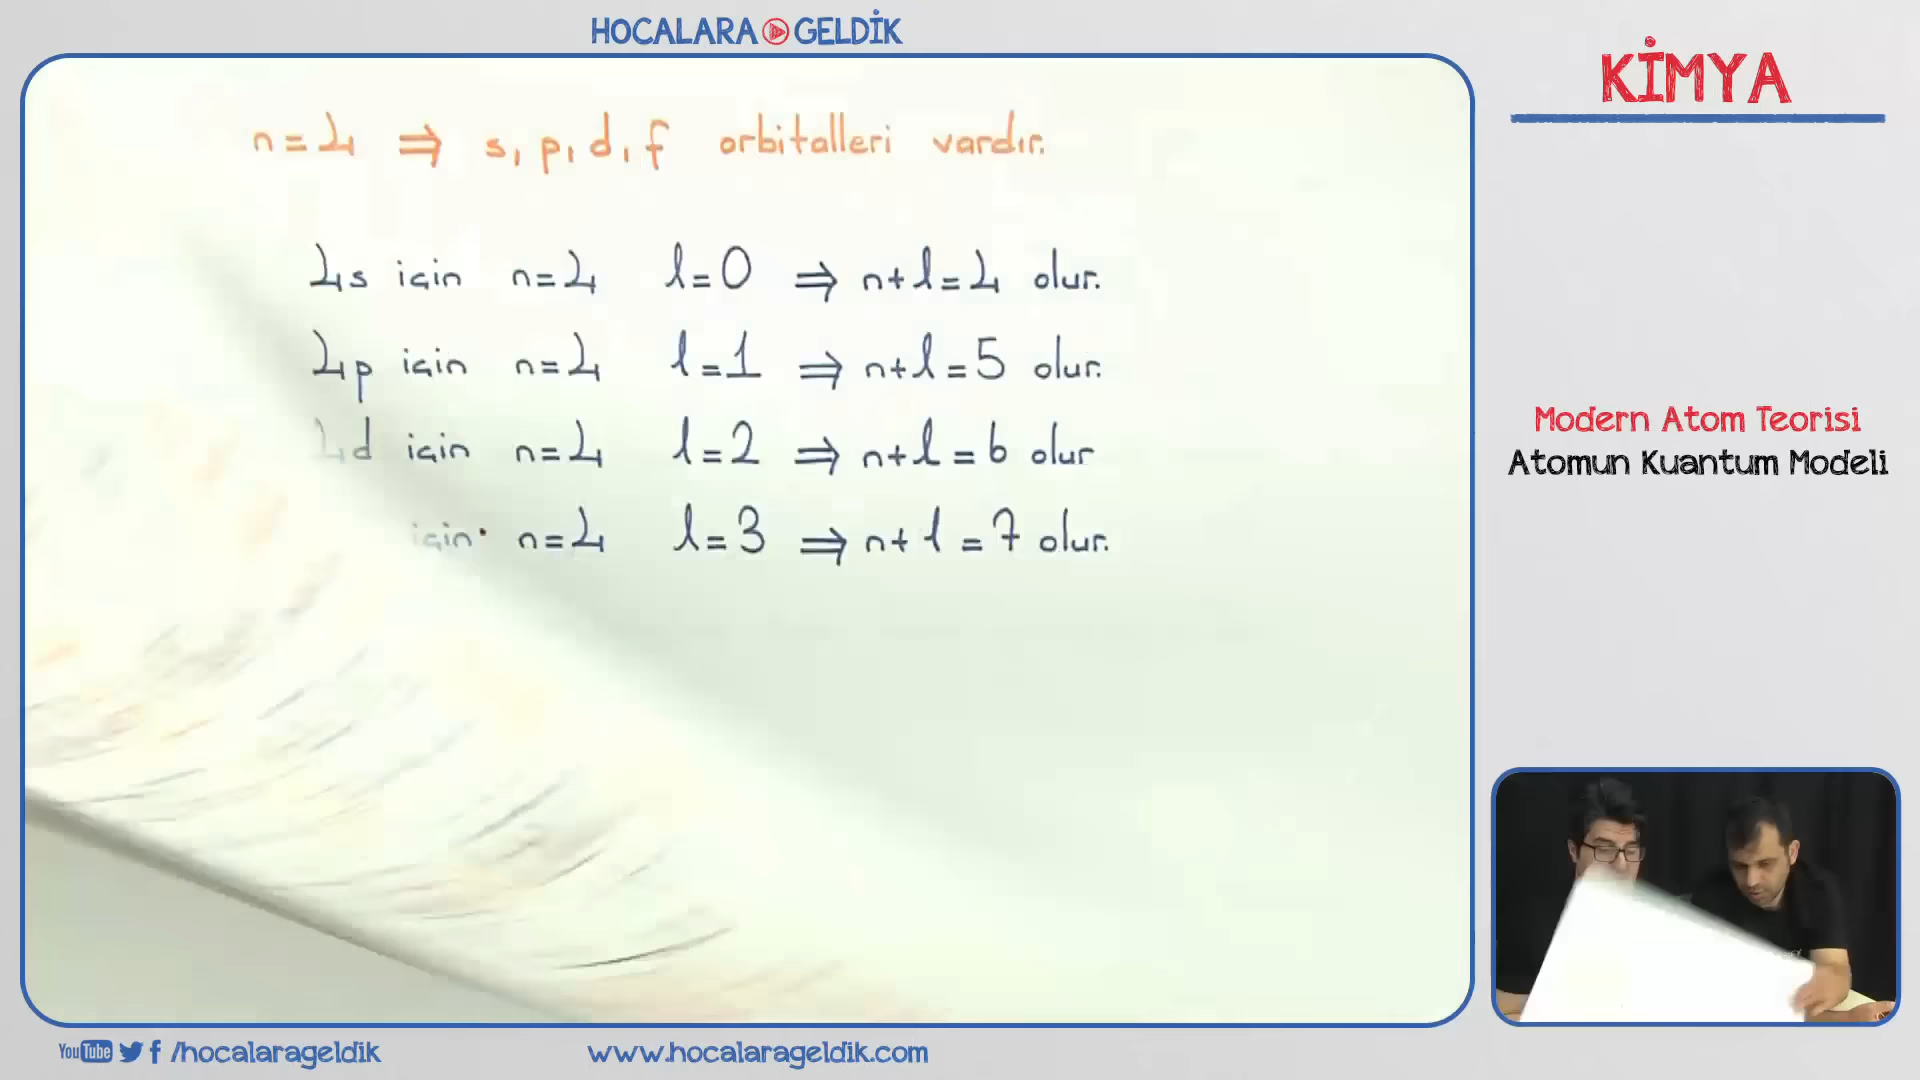 HOCALARA GELDİK
KİMYA
n=4 ⇒ s, p, d, f orbitalleri vardır.
4s için n=4 l=0 ⇒ n+l=4 olur.
4p için n=4 l=1 ⇒ n+l=5 olur.
4d için n=4 l=2 ⇒ n+l=6 olur
için n=4 l=3 ⇒ n+l=7 olur.
Modern Atom Teorisi
Atomun Kuantum Modeli
YouTube /hocalarageldik
www.hocalarageldik.com